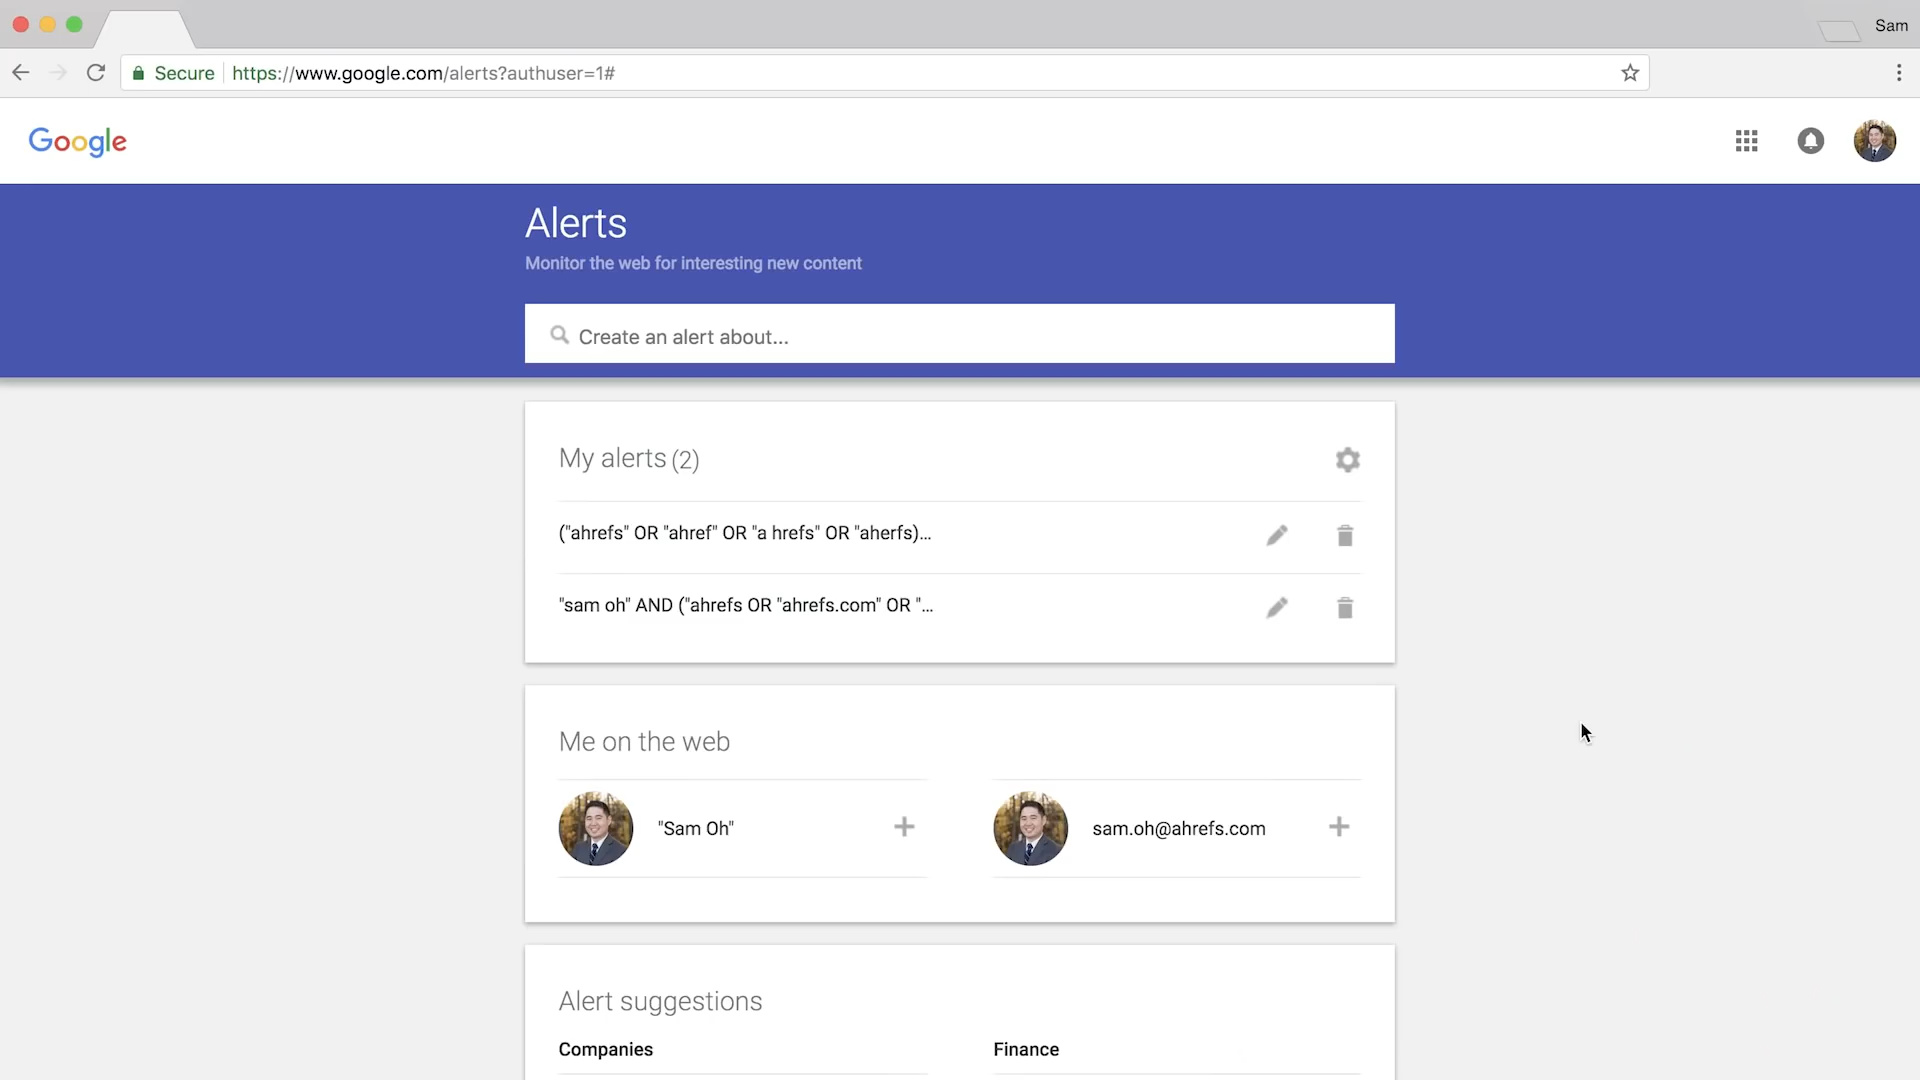 Sam
Secure
https://www.google.com/alerts?authuser=1#
Google
Alerts
Monitor the web for interesting new content
Create an alert about...
My alerts (2)
("ahrefs" OR "ahref" OR "a hrefs" OR "aherfs)...
"sam oh" AND ("ahrefs OR "ahrefs.com" OR "...
Me on the web
"Sam Oh"
sam.oh@ahrefs.com
Alert suggestions
Companies
Finance